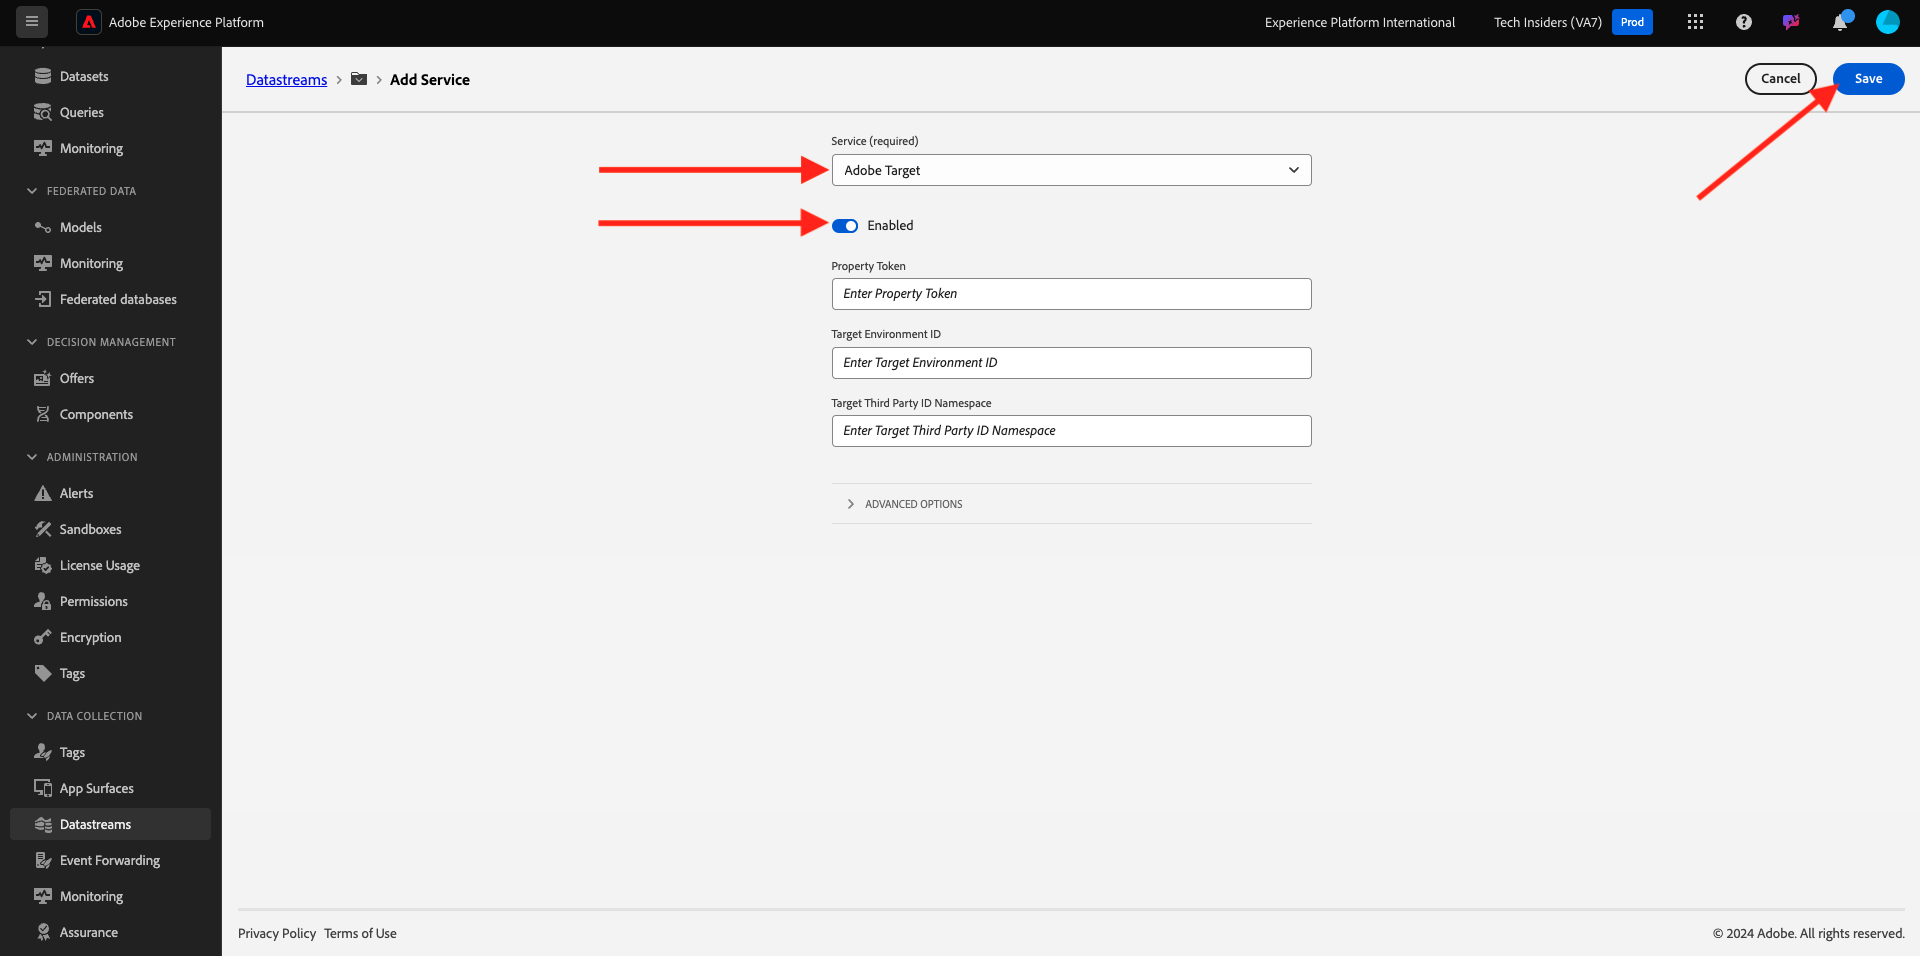 Adobe Experience Platform
Experience Platform International
Tech Insiders (VA7)
Prod
Datasets
Queries
Monitoring
FEDERATED DATA
Models
Monitoring
Federated databases
DECISION MANAGEMENT
Offers
Components
ADMINISTRATION
Alerts
Sandboxes
License Usage
Permissions
Encryption
Tags
DATA COLLECTION
Tags
App Surfaces
Datastreams
Event Forwarding
Monitoring
Assurance
Datastreams > > Add Service
Cancel
Save
Service (required)
Adobe Target
Enabled
Property Token
Enter Property Token
Target Environment ID
Enter Target Environment ID
Target Third Party ID Namespace
Enter Target Third Party ID Namespace
ADVANCED OPTIONS
Privacy Policy Terms of Use
© 2024 Adobe. All rights reserved.